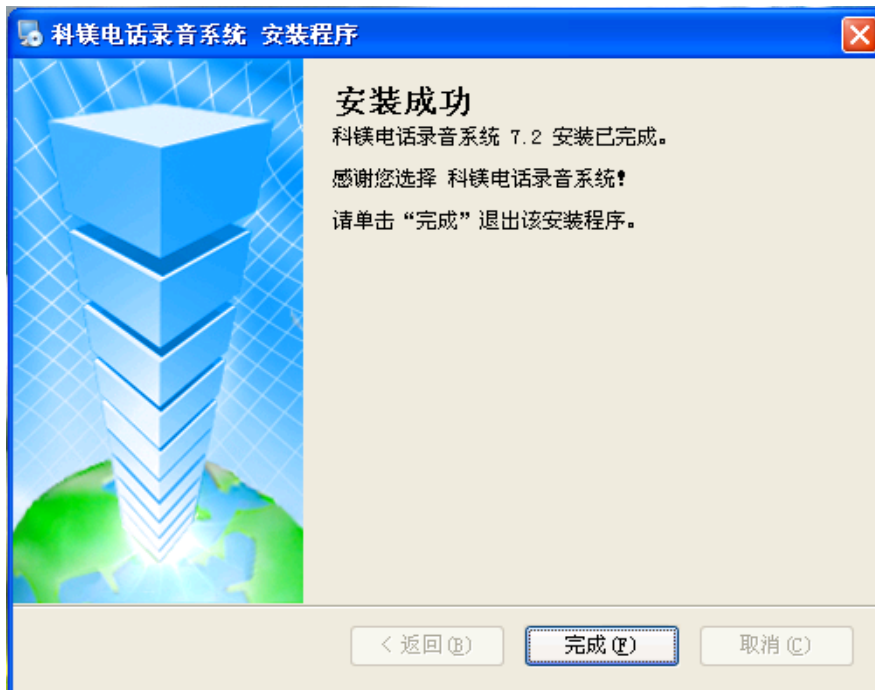 科镁电话录音系统 安装程序
安装成功
科镁电话录音系统 7.2 安装已完成。
感谢您选择 科镁电话录音系统!
请单击“完成”退出该安装程序。
< 返回(B)
完成(F)
取消(C)